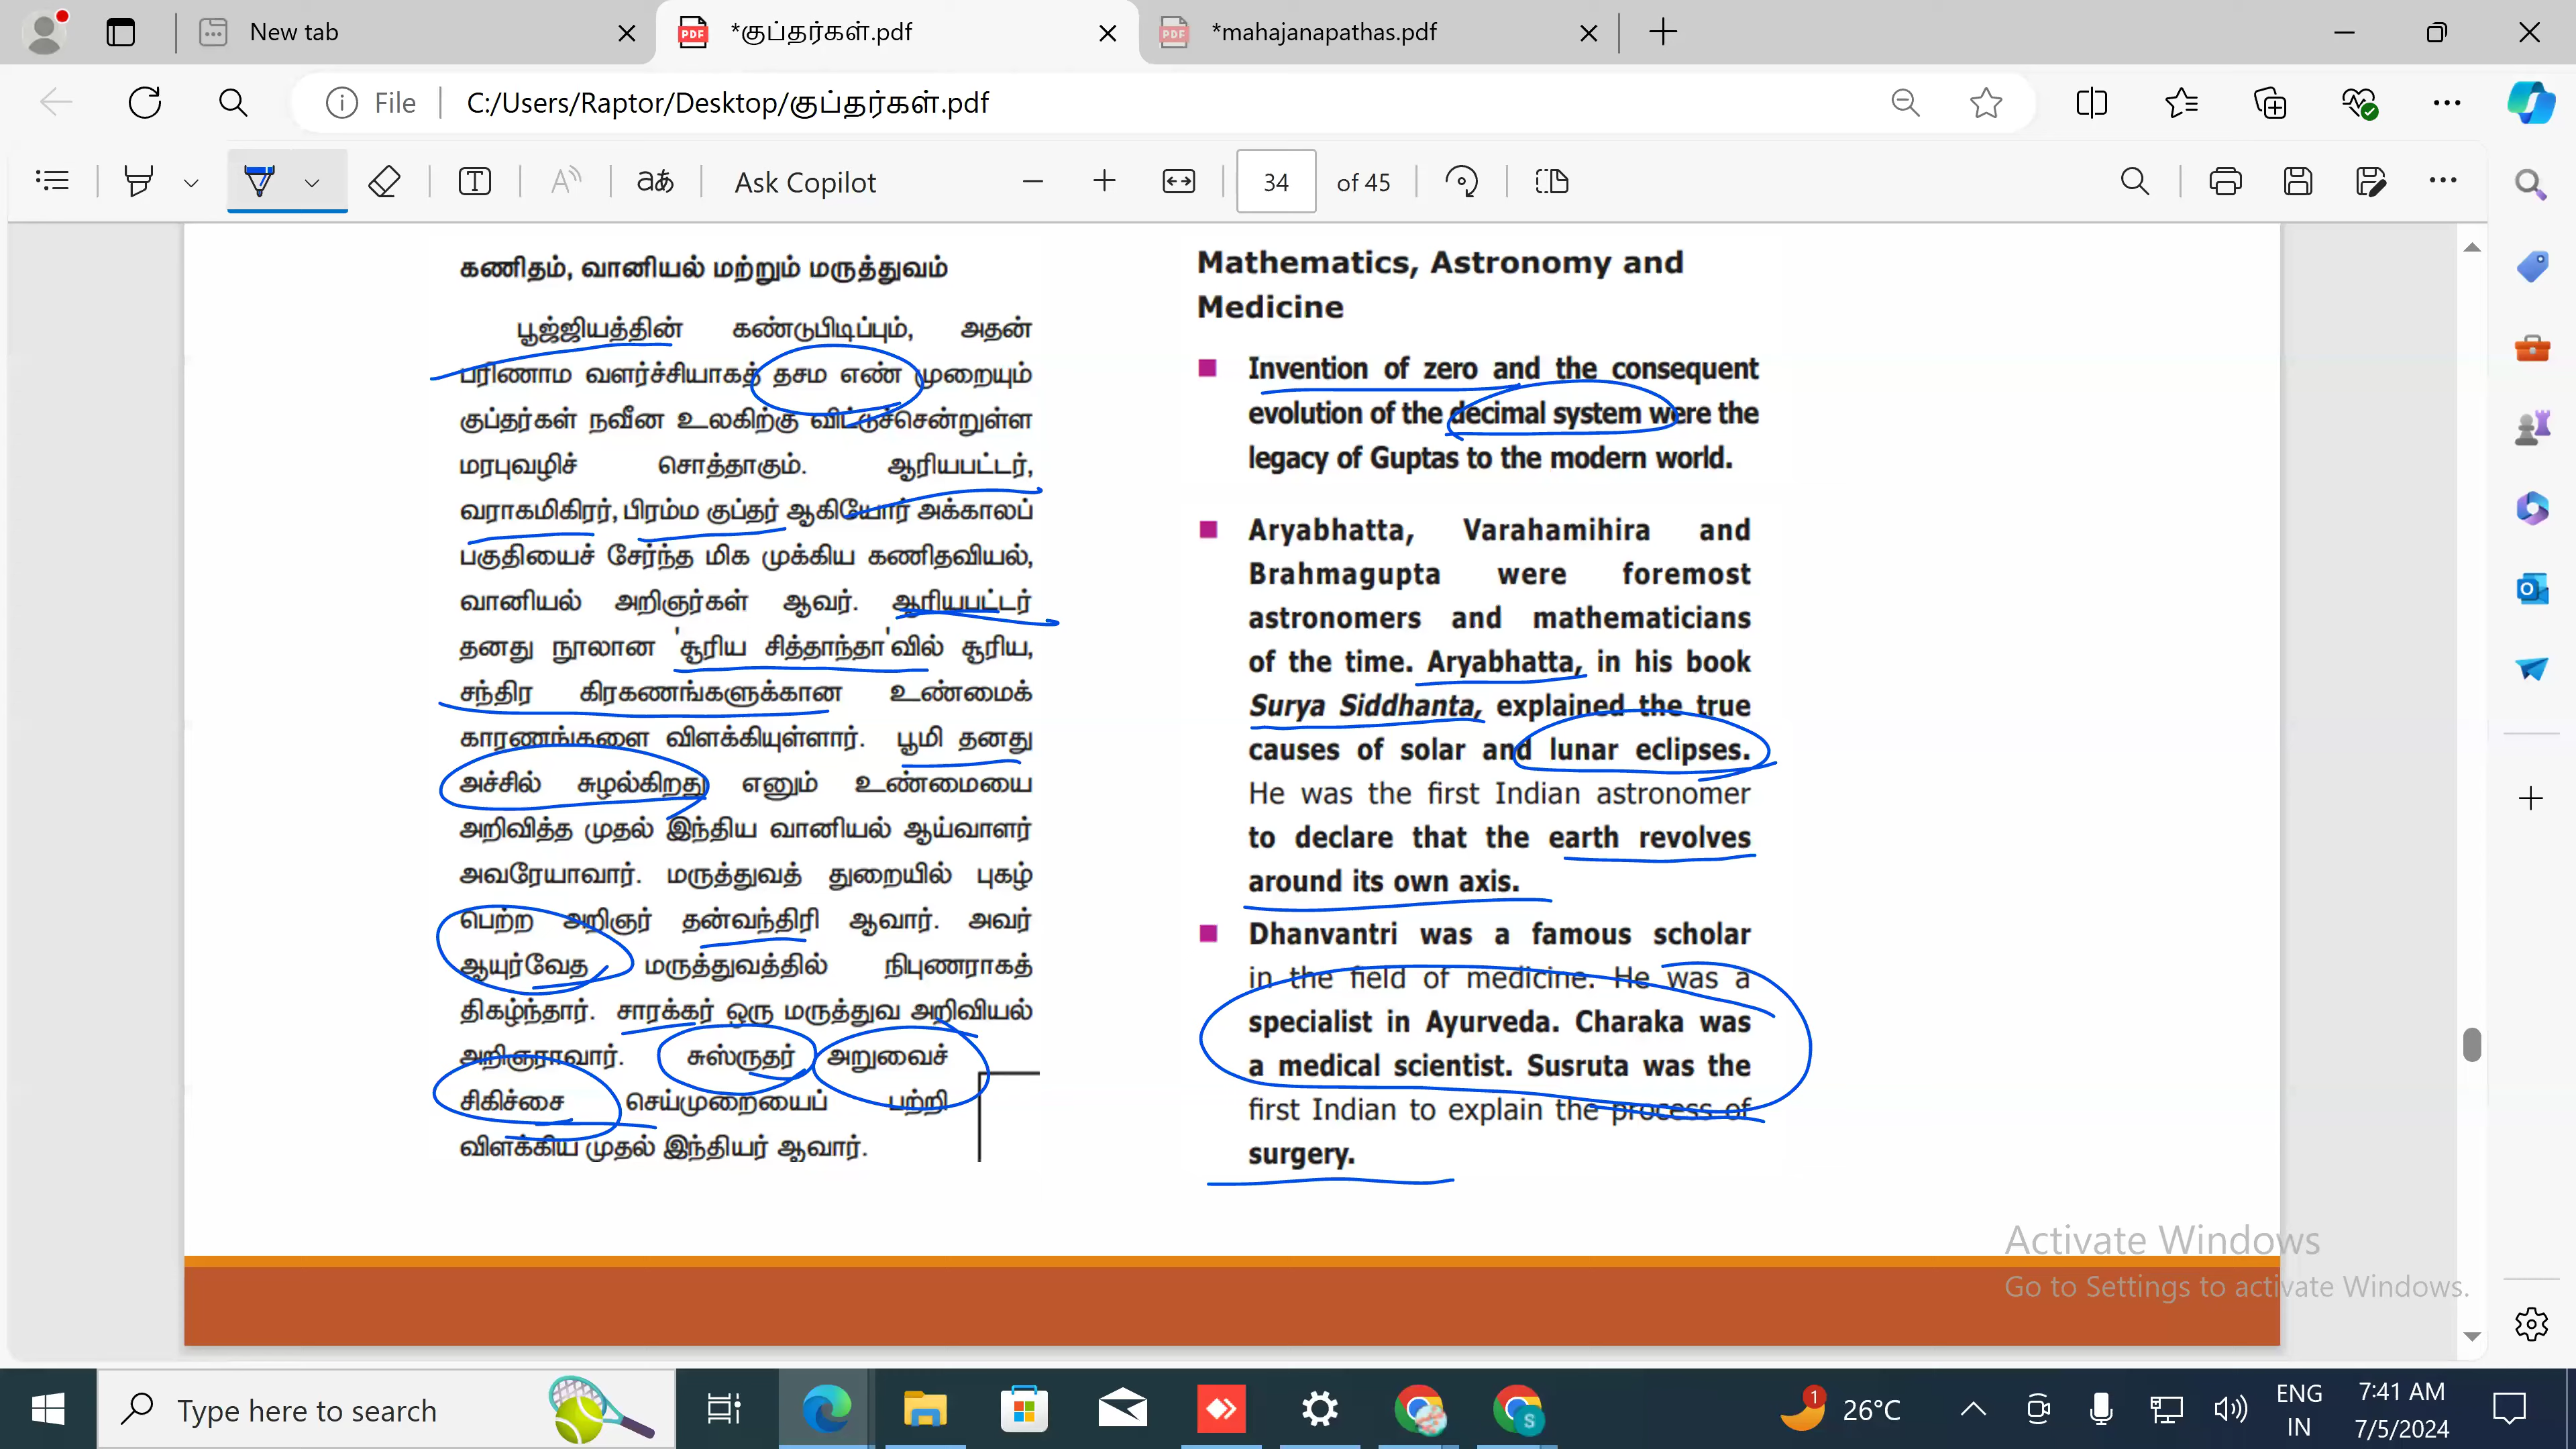 New tab
*குப்தர்கள்.pdf
*mahajanapathas.pdf
File
C:/Users/Raptor/Desktop/குப்தர்கள்.pdf
Ask Copilot
34 of 45
கணிதம், வானியல் மற்றும் மருத்துவம்
பூஜ்ஜியத்தின் கண்டுபிடிப்பும், அதன்
பரிணாம வளர்ச்சியாகத் தசம எண் முறையும்
குப்தர்கள் நவீன உலகிற்கு விட்டுச்சென்றுள்ள
மரபுவழிச் சொத்தாகும். ஆரியபட்டர்,
வராகமிகிரர், பிரம்ம குப்தர் ஆகியோர் அக்காலப்
பகுதியைச் சேர்ந்த மிக முக்கிய கணிதவியல்,
வானியல் அறிஞர்கள் ஆவர். ஆரியபட்டர்
தனது நூலான 'சூரிய சித்தாந்தா'வில் சூரிய,
சந்திர கிரகணங்களுக்கான உண்மைக்
காரணங்களை விளக்கியுள்ளார். பூமி தனது
அச்சில் சுழல்கிறது எனும் உண்மையை
அறிவித்த முதல் இந்திய வானியல் ஆய்வாளர்
அவரேயாவார். மருத்துவத் துறையில் புகழ்
பெற்ற அறிஞர் தன்வந்திரி ஆவார். அவர்
ஆயுர்வேத மருத்துவத்தில் நிபுணராகத்
திகழ்ந்தார். சாரக்கர் ஒரு மருத்துவ அறிவியல்
அறிஞராவார். சுஸ்ருதர் அறுவைச்
சிகிச்சை செய்முறையைப் பற்றி
விளக்கிய முதல் இந்தியர் ஆவார்.
Mathematics, Astronomy and
Medicine
Invention of zero and the consequent
evolution of the decimal system were the
legacy of Guptas to the modern world.
Aryabhatta, Varahamihira and
Brahmagupta were foremost
astronomers and mathematicians
of the time. Aryabhatta, in his book
Surya Siddhanta, explained the true
causes of solar and lunar eclipses.
He was the first Indian astronomer
to declare that the earth revolves
around its own axis.
Dhanvantri was a famous scholar
in the field of medicine. He was a
specialist in Ayurveda. Charaka was
a medical scientist. Susruta was the
first Indian to explain the process of
surgery.
Activate Windows
Go to Settings to activate Windows.
Type here to search
1
26°C
ENG
IN
7:41 AM
7/5/2024